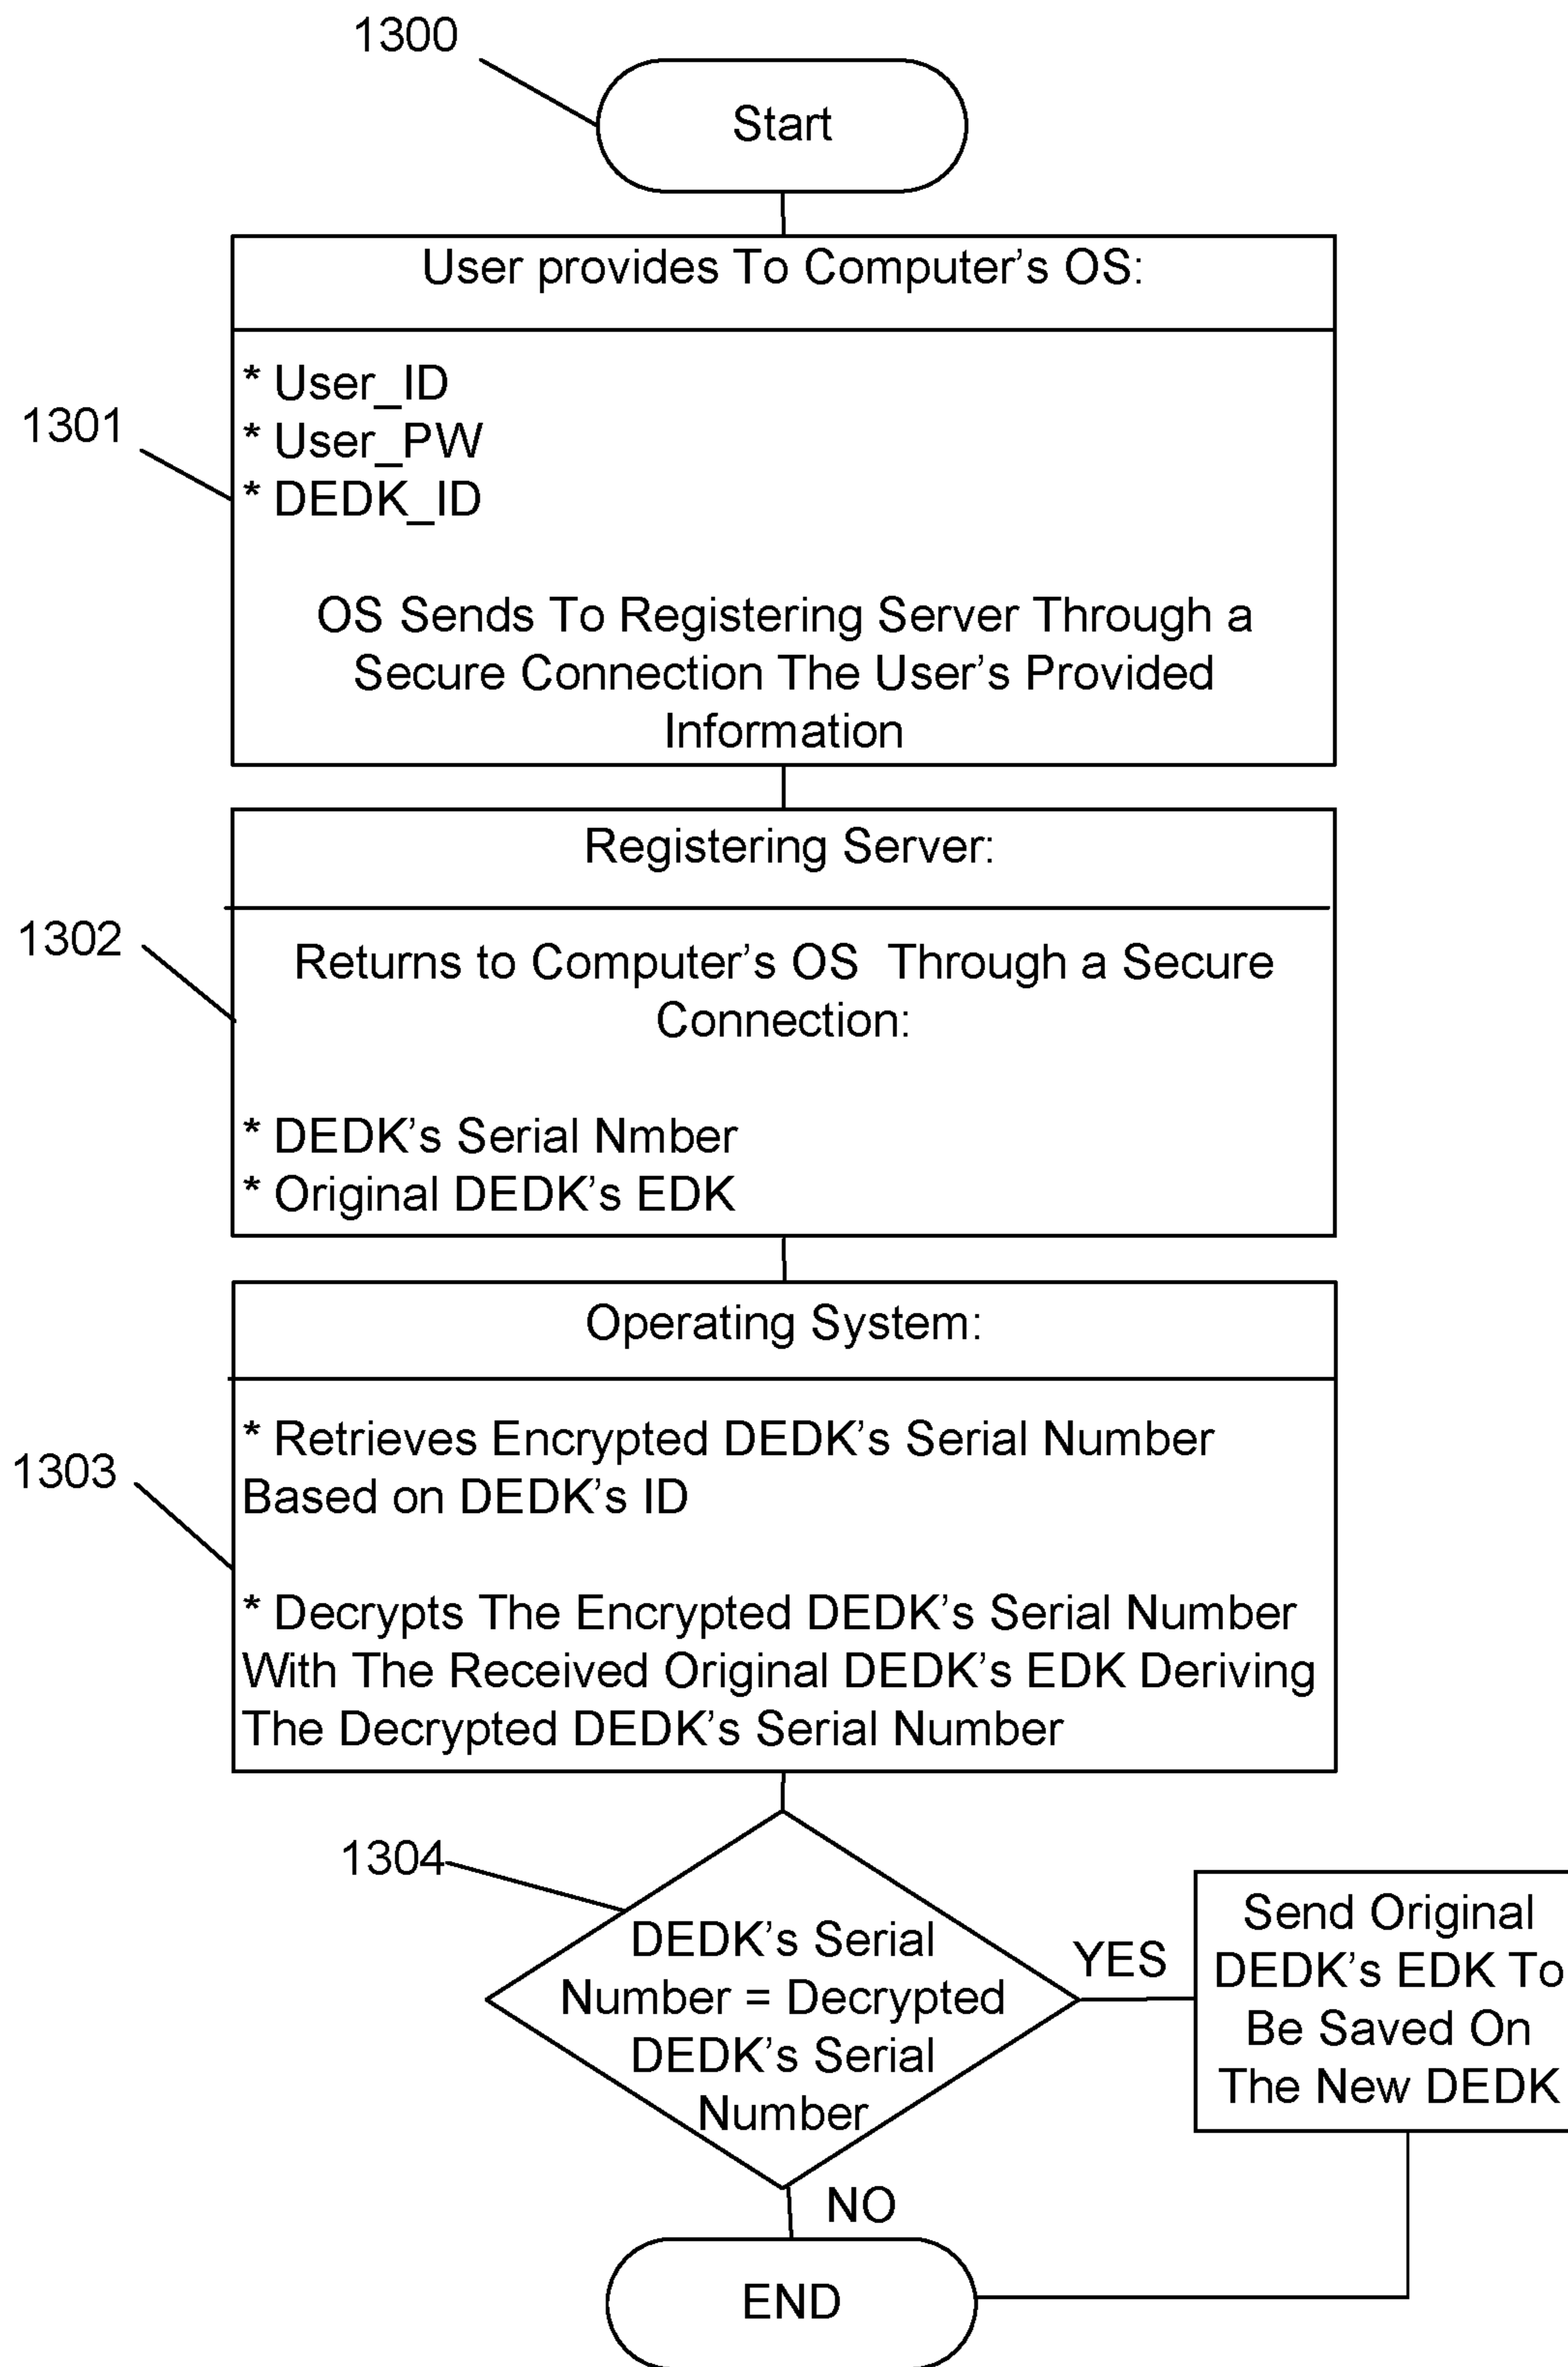 1300
Start
User provides To Computer's OS:
1301
* User_ID
* User_PW
* DEDK_ID
OS Sends To Registering Server Through a
Secure Connection The User's Provided
Information
Registering Server:
1302
Returns to Computer's OS Through a Secure
Connection:
* DEDK's Serial Nmber
* Original DEDK's EDK
Operating System:
1303
* Retrieves Encrypted DEDK's Serial Number
Based on DEDK's ID
* Decrypts The Encrypted DEDK's Serial Number
With The Received Original DEDK's EDK Deriving
The Decrypted DEDK's Serial Number
1304
DEDK's Serial
Number = Decrypted
DEDK's Serial
Number
YES
Send Original
DEDK's EDK To
Be Saved On
The New DEDK
NO
END